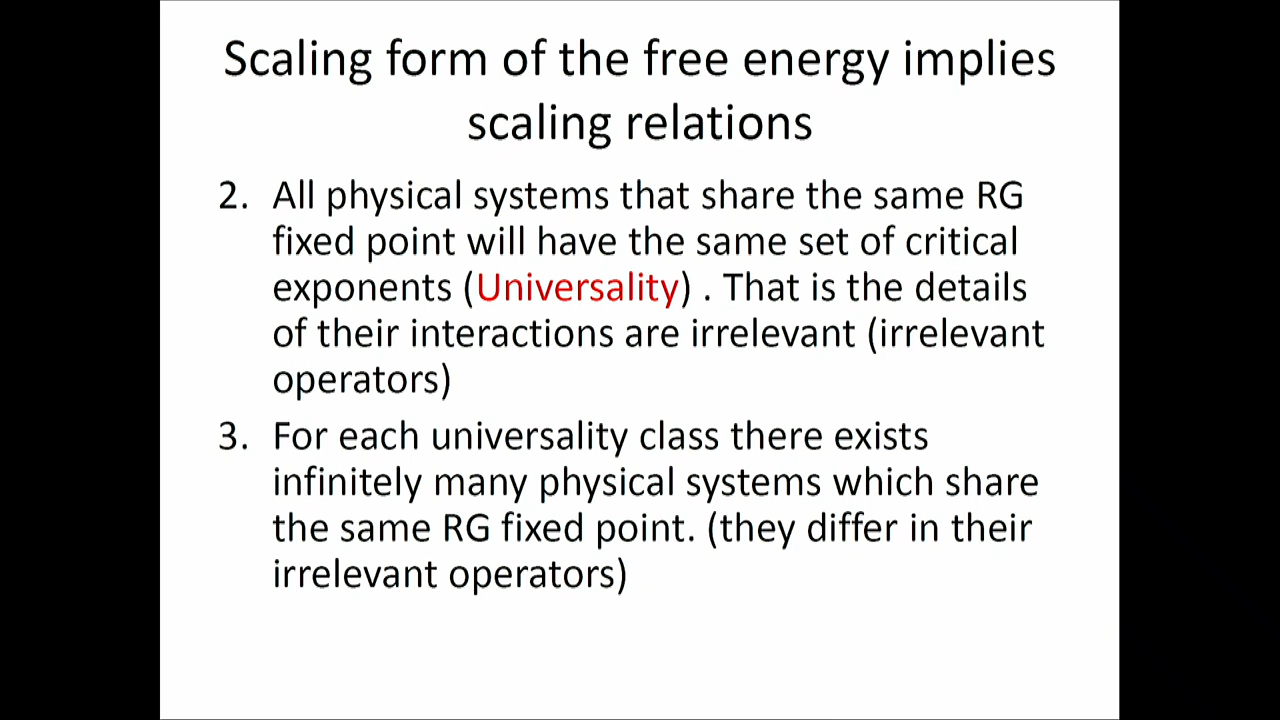 Scaling form of the free energy implies
scaling relations
2. All physical systems that share the same RG
fixed point will have the same set of critical
exponents (Universality) . That is the details
of their interactions are irrelevant (irrelevant
operators)
3. For each universality class there exists
infinitely many physical systems which share
the same RG fixed point. (they differ in their
irrelevant operators)